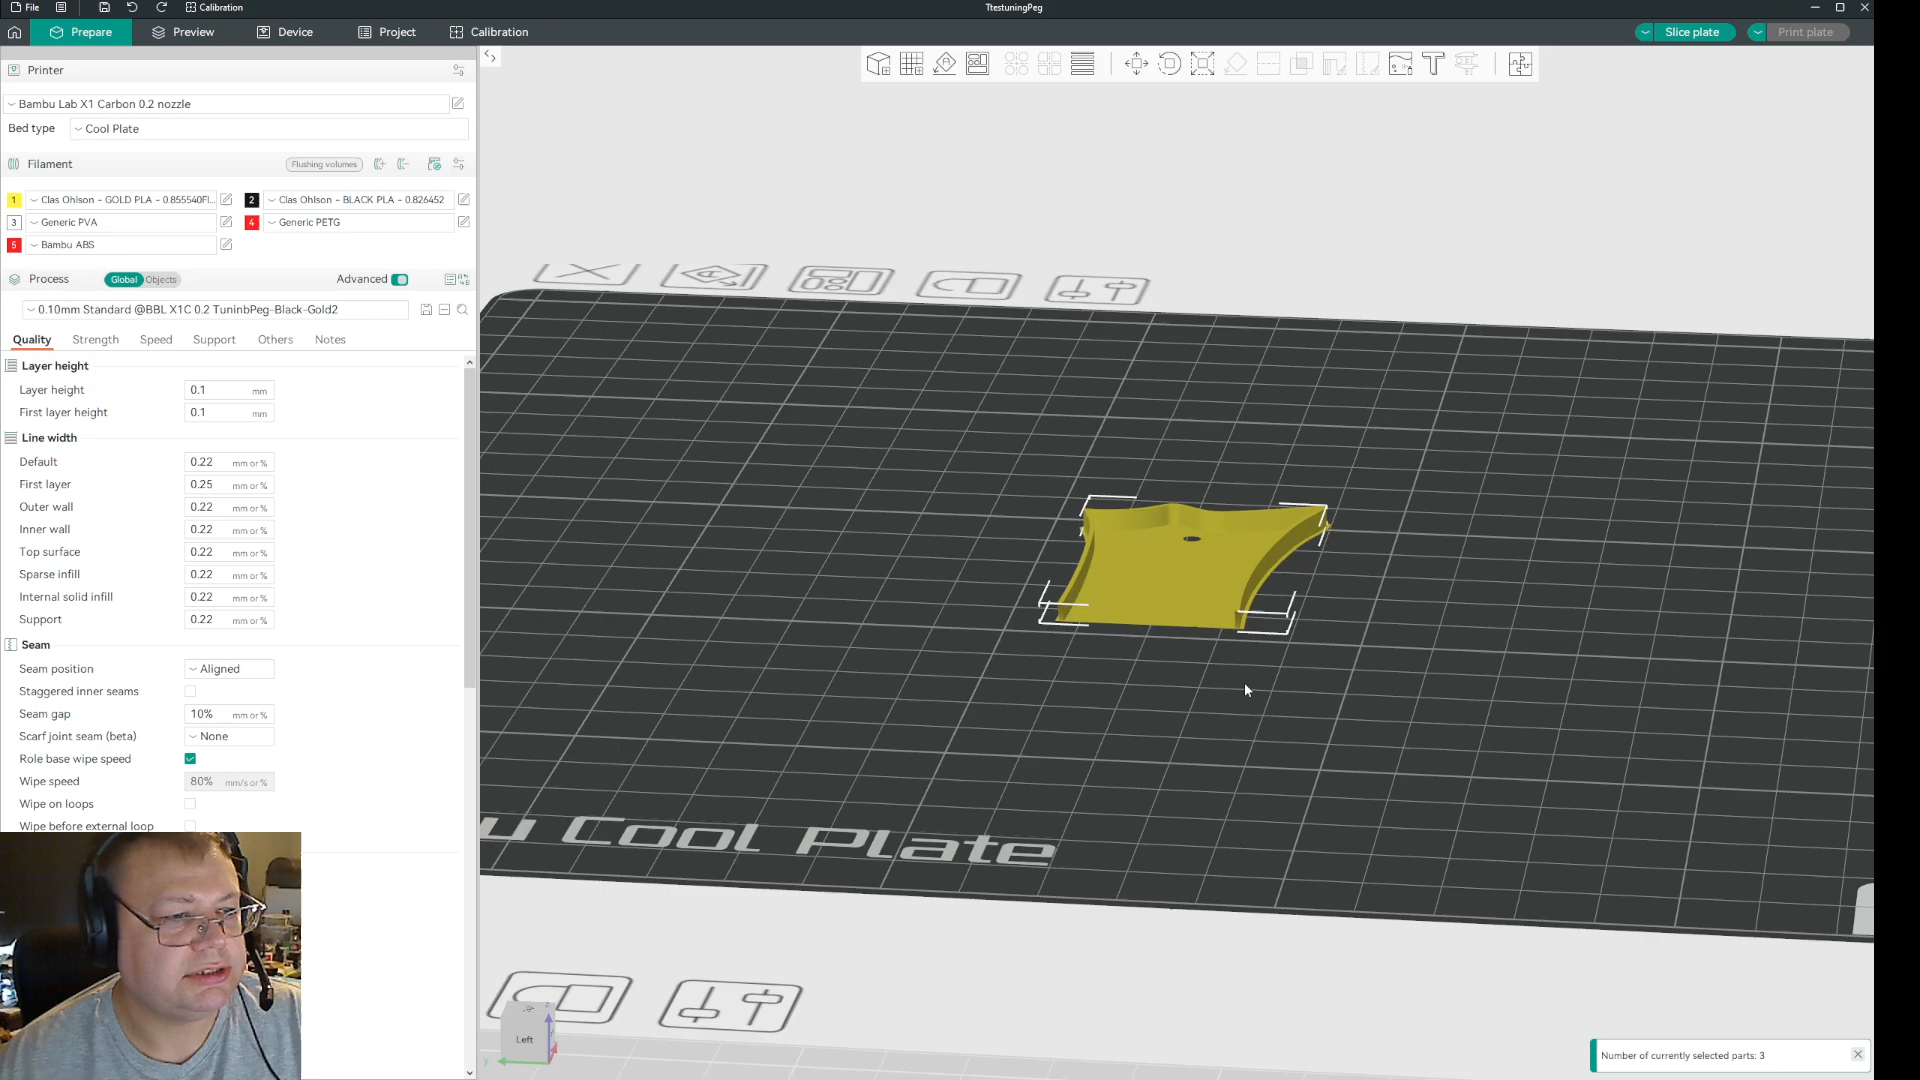 File
Calibration
TtestuningPeg
Prepare
Preview
Device
Project
Calibration
Slice plate
Print plate
Printer
Bambu Lab X1 Carbon 0.2 nozzle
Bed type
Cool Plate
Filament
Flushing volumes
1
Clas Ohlson - GOLD PLA - 0.855540Fl...
2
Clas Ohlson - BLACK PLA - 0.826452
3
Generic PVA
4
Generic PETG
5
Bambu ABS
Process
Global
Objects
Advanced
0.10mm Standard @BBL X1C 0.2 TuninbPeg-Black-Gold2
Quality
Strength
Speed
Support
Others
Notes
Layer height
Layer height 0.1 mm
First layer height 0.1 mm
Line width
Default 0.22 mm or %
First layer 0.25 mm or %
Outer wall 0.22 mm or %
Inner wall 0.22 mm or %
Top surface 0.22 mm or %
Sparse infill 0.22 mm or %
Internal solid infill 0.22 mm or %
Support 0.22 mm or %
Seam
Seam position Aligned
Staggered inner seams
Seam gap 10% mm or %
Scarf joint seam (beta) None
Role base wipe speed
Wipe speed 80% mm/s or %
Wipe on loops
Wipe before external loop
u Cool Plate
Left
y
Number of currently selected parts: 3